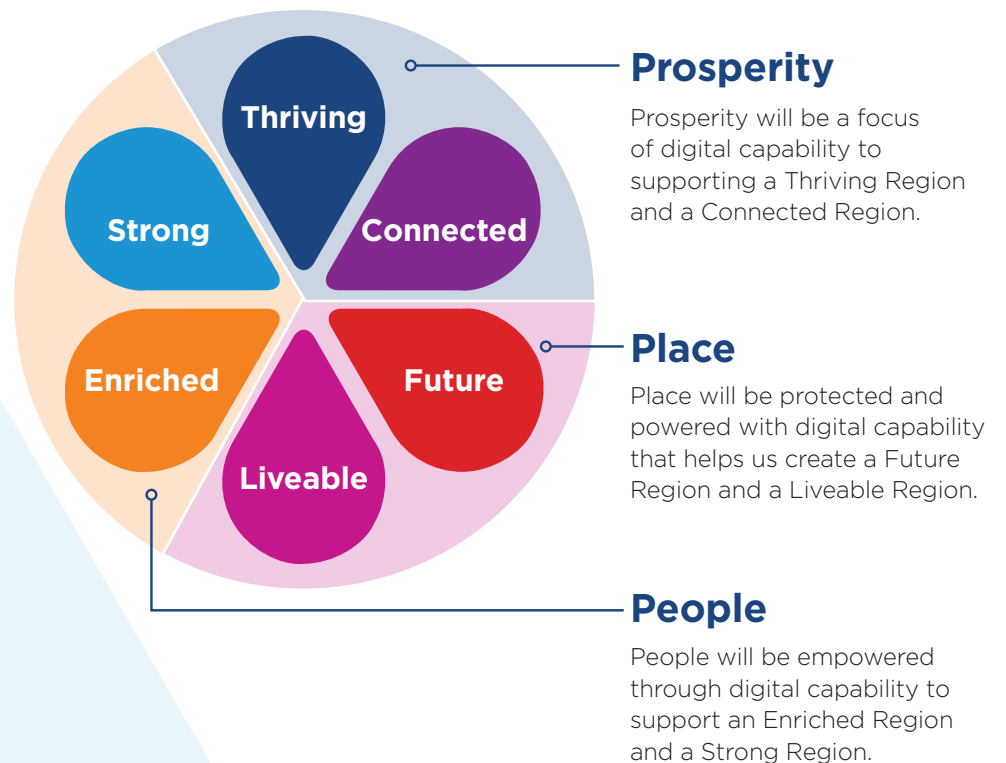 Thriving
Connected
Strong
Enriched
Future
Liveable
Prosperity
Prosperity will be a focus
of digital capability to
supporting a Thriving Region
and a Connected Region.
Place
Place will be protected and
powered with digital capability
that helps us create a Future
Region and a Liveable Region.
People
People will be empowered
through digital capability to
support an Enriched Region
and a Strong Region.